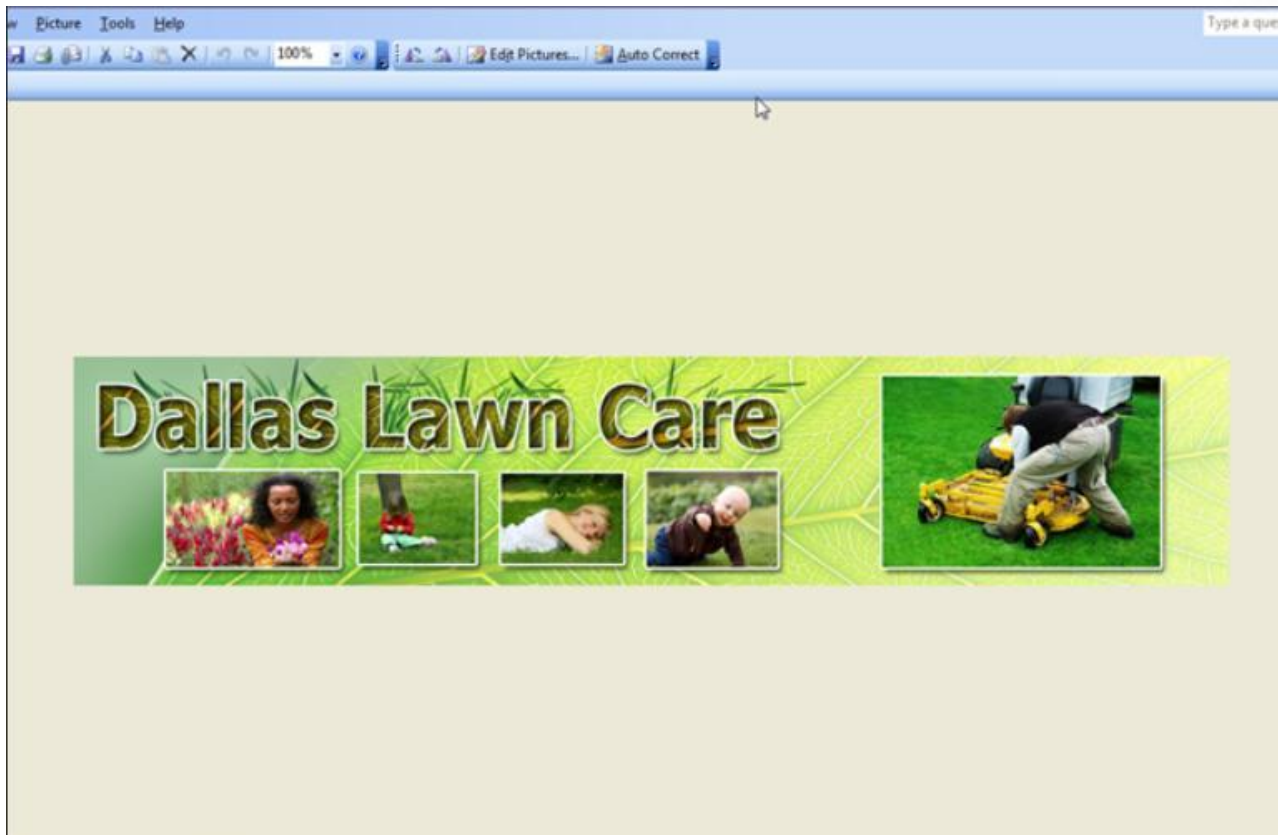 w Picture Tools Help
Type a que
100% Edit Pictures... Auto Correct
Dallas Lawn Care